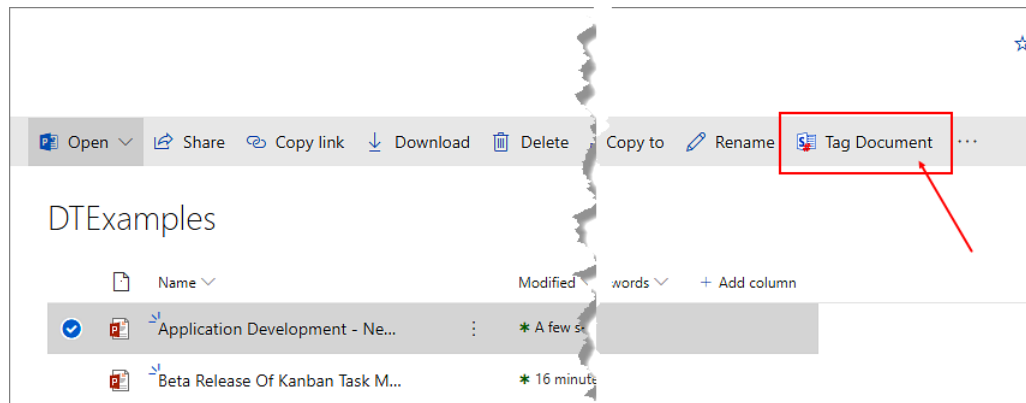 Open Share Copy link Download Delete Copy to Rename Tag Document ...
DTExamples
Name Modified words + Add column
Application Development - Ne... A few s
Beta Release Of Kanban Task M... 16 minute